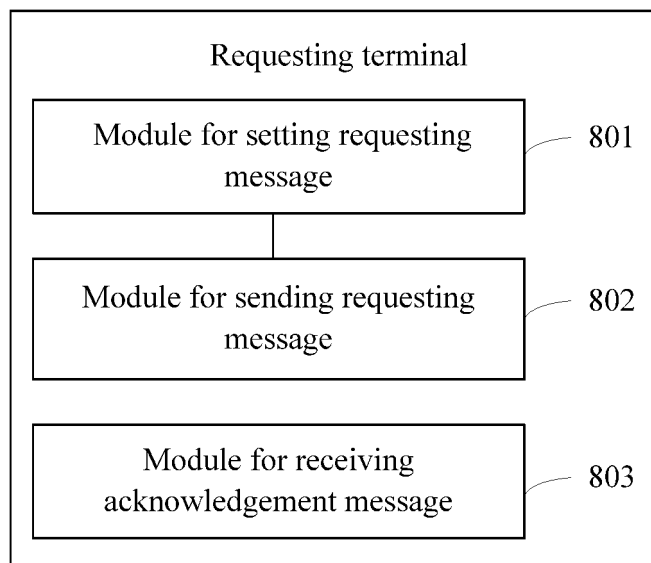 Requesting terminal
Module for setting requesting
message
801
Module for sending requesting
message
802
Module for receiving
acknowledgement message
803